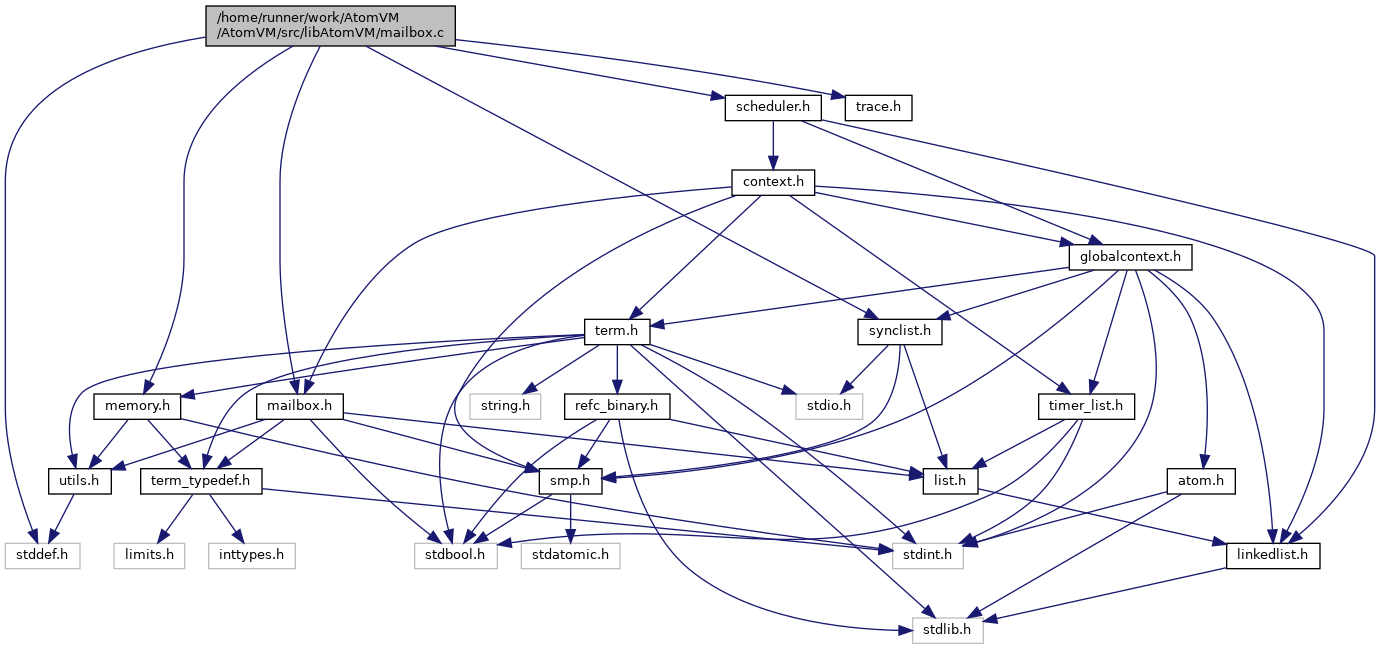 /home/runner/work/AtomVM
/AtomVM/src/libAtomVM/mailbox.c
scheduler.h
trace.h
context.h
globalcontext.h
term.h
synclist.h
memory.h
mailbox.h
string.h
refc_binary.h
stdio.h
timer_list.h
utils.h
term_typedef.h
smp.h
list.h
atom.h
stddef.h
limits.h
inttypes.h
stdbool.h
stdatomic.h
stdint.h
linkedlist.h
stdlib.h